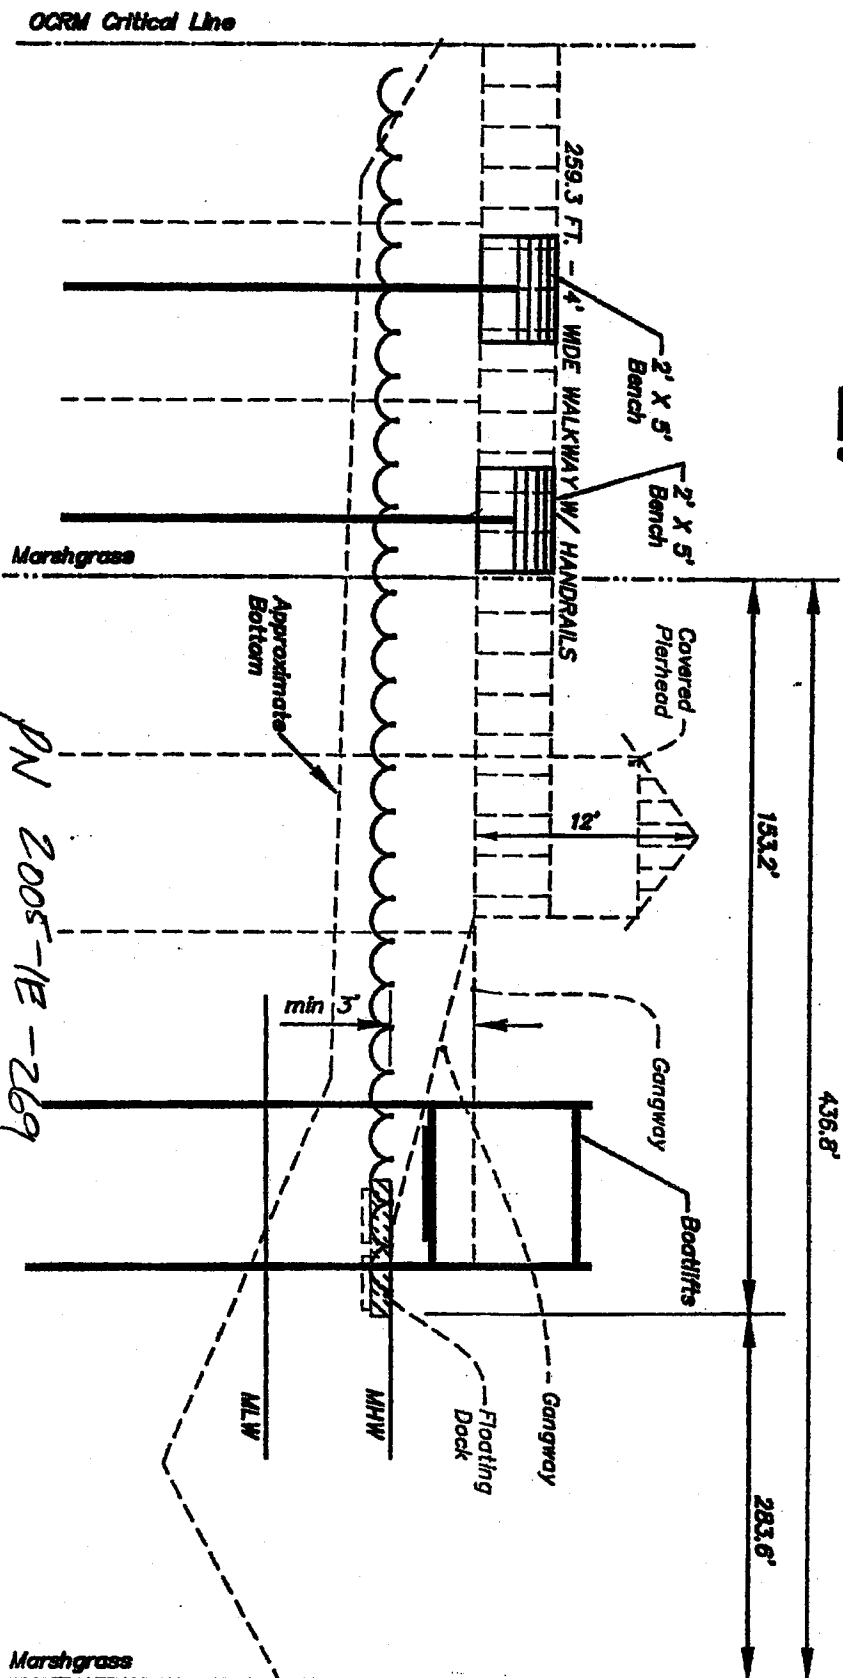 OCRM Critical Line
259.3 FT. - 4' WIDE WALKWAY W/ HANDRAILS
2' X 5'
Bench
2' X 5'
Bench
Marshgrass
Covered
Pierhead
Approximate
Bottom
12'
153.2'
436.8'
283.6'
min 3'
Gangway
Boatlifts
Gangway
Floating
Dock
MHW
MLW
PN 2005-1E-269
Marshgrass